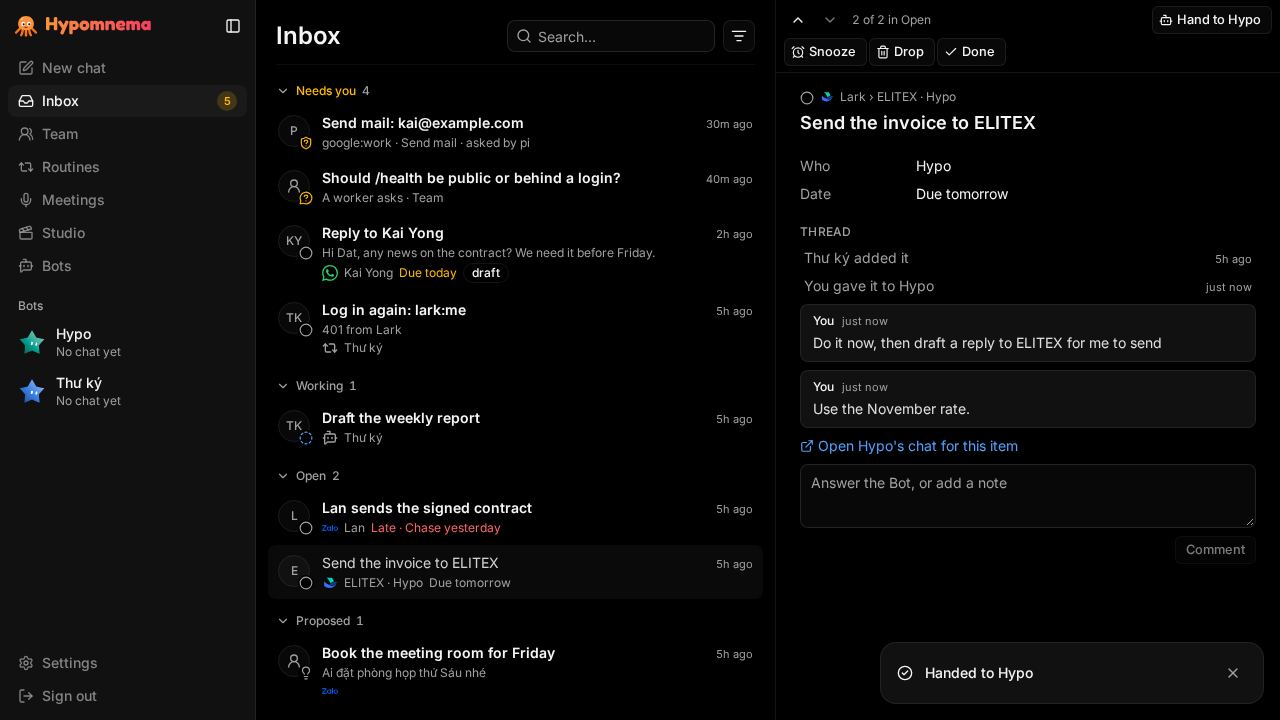 Hypomnema
New chat
Inbox 5
Team
Routines
Meetings
Studio
Bots
Bots
Hypo
No chat yet
Thư ký
No chat yet
Settings
Sign out
Inbox
Search...
Needs you 4
P
Send mail: kai@example.com 30m ago
google:work · Send mail · asked by pi
Should /health be public or behind a login? 40m ago
A worker asks · Team
KY
Reply to Kai Yong 2h ago
Hi Dat, any news on the contract? We need it before Friday.
Kai Yong Due today draft
TK
Log in again: lark:me 5h ago
401 from Lark
Thư ký
Working 1
TK
Draft the weekly report 5h ago
Thư ký
Open 2
L
Lan sends the signed contract 5h ago
Zalo Lan Late · Chase yesterday
E
Send the invoice to ELITEX 5h ago
ELITEX · Hypo Due tomorrow
Proposed 1
Book the meeting room for Friday 5h ago
Ai đặt phòng họp thứ Sáu nhé
Zalo
2 of 2 in Open
Hand to Hypo
Snooze
Drop
Done
Lark › ELITEX · Hypo
Send the invoice to ELITEX
Who Hypo
Date Due tomorrow
THREAD
Thư ký added it 5h ago
You gave it to Hypo just now
You just now
Do it now, then draft a reply to ELITEX for me to send
You just now
Use the November rate.
Open Hypo's chat for this item
Answer the Bot, or add a note
Comment
Handed to Hypo